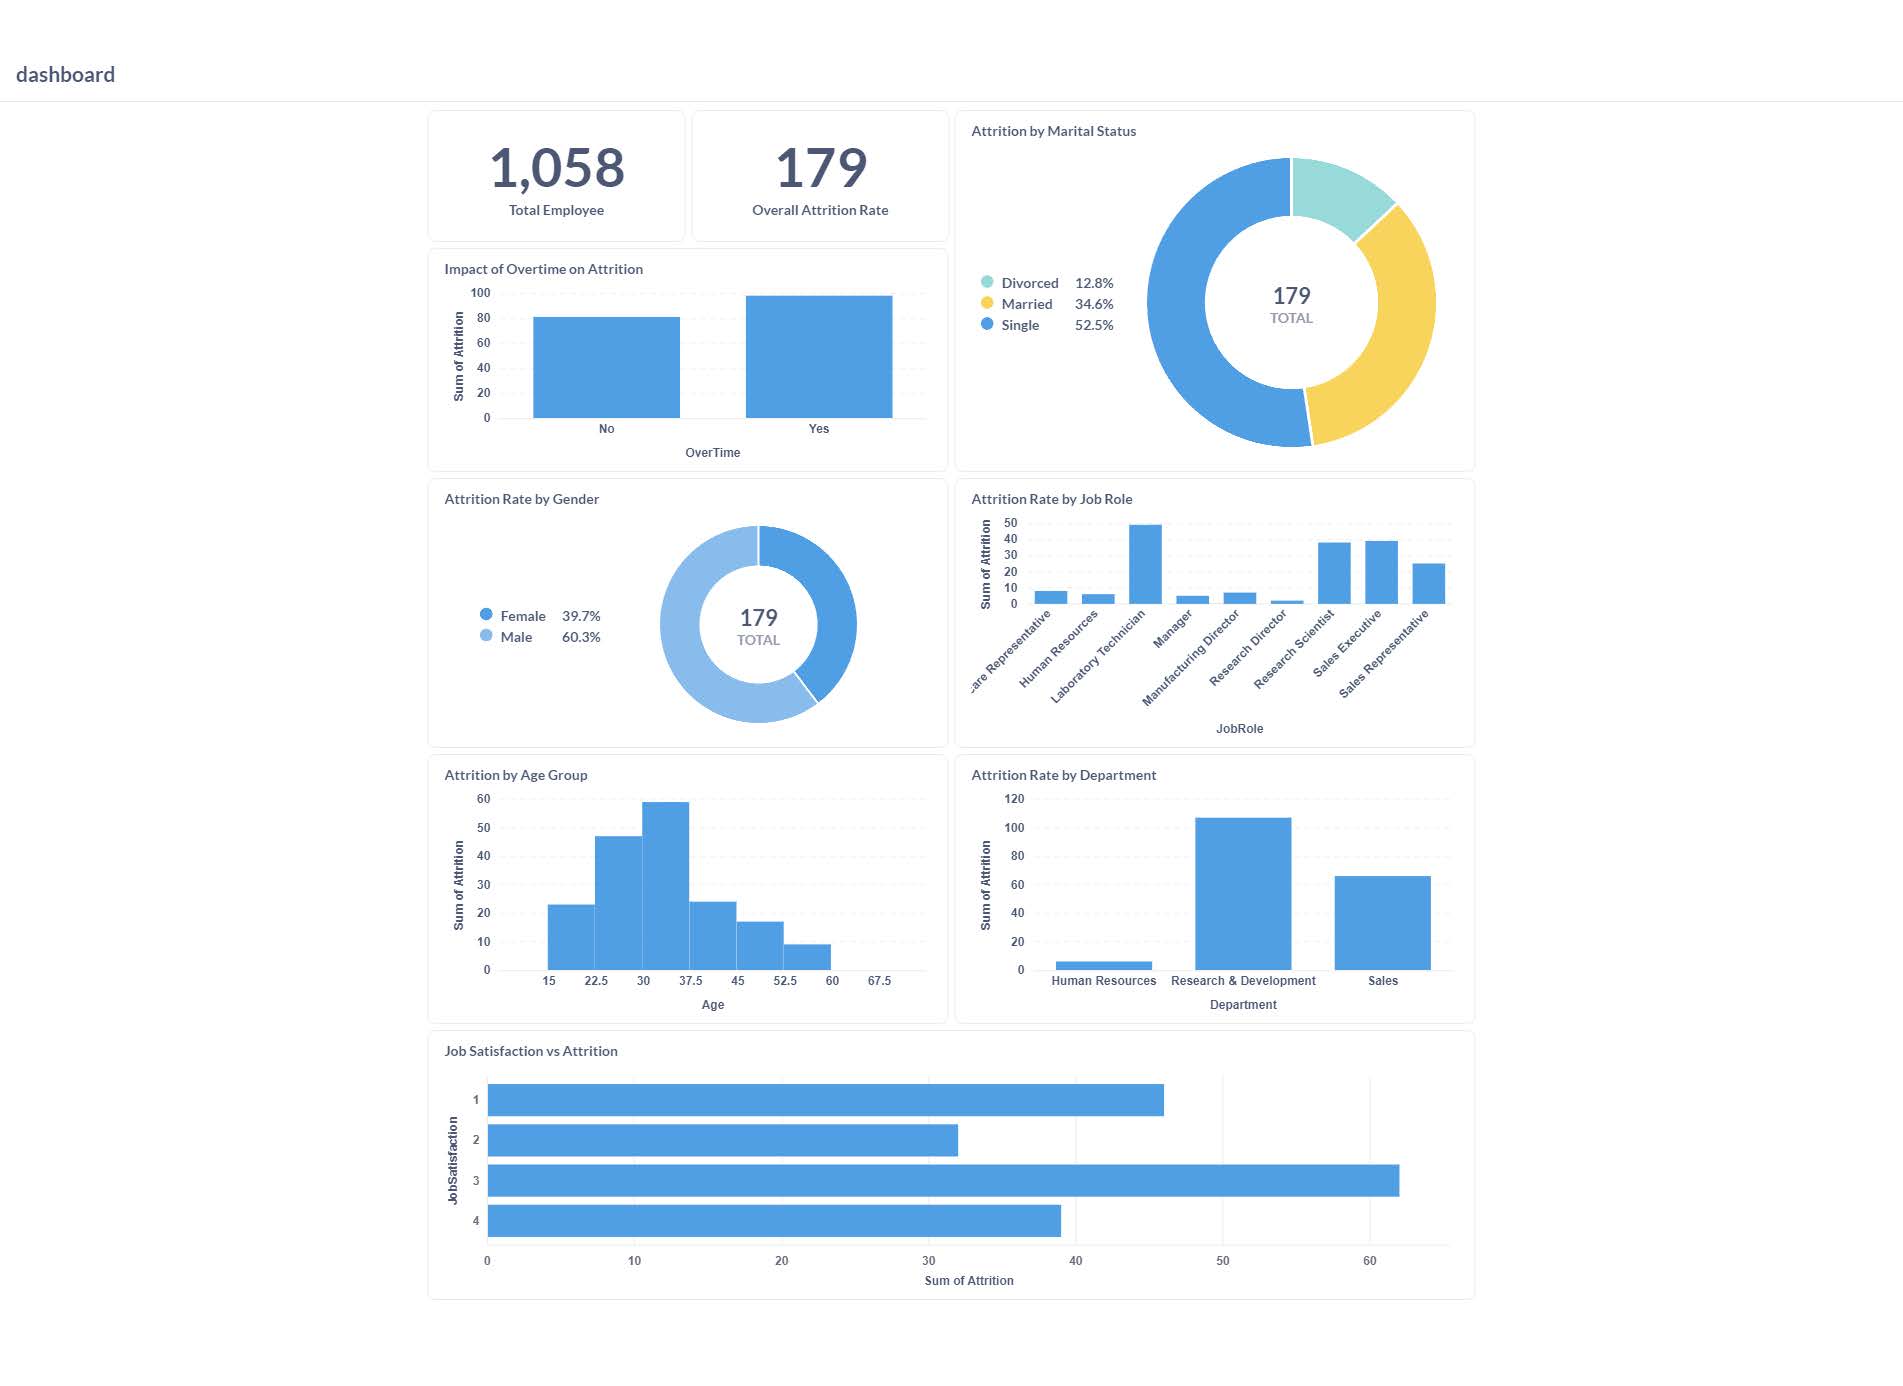 dashboard
1,058
Total Employee
179
Overall Attrition Rate
Attrition by Marital Status
Divorced 12.8%
Married 34.6%
Single 52.5%
179
TOTAL
Impact of Overtime on Attrition
Sum of Attrition
100
80
60
40
20
0
No Yes
OverTime
Attrition Rate by Gender
Female 39.7%
Male 60.3%
179
TOTAL
Attrition Rate by Job Role
Sum of Attrition
50
40
30
20
10
0
Representative
Human Resources
Laboratory Technician
Manager
Manufacturing Director
Research Director
Research Scientist
Sales Executive
Sales Representative
JobRole
Attrition by Age Group
Sum of Attrition
60
50
40
30
20
10
0
15 22.5 30 37.5 45 52.5 60 67.5
Age
Attrition Rate by Department
Sum of Attrition
120
100
80
60
40
20
0
Human Resources Research & Development Sales
Department
Job Satisfaction vs Attrition
JobSatisfaction
1
2
3
4
0 10 20 30 40 50 60
Sum of Attrition